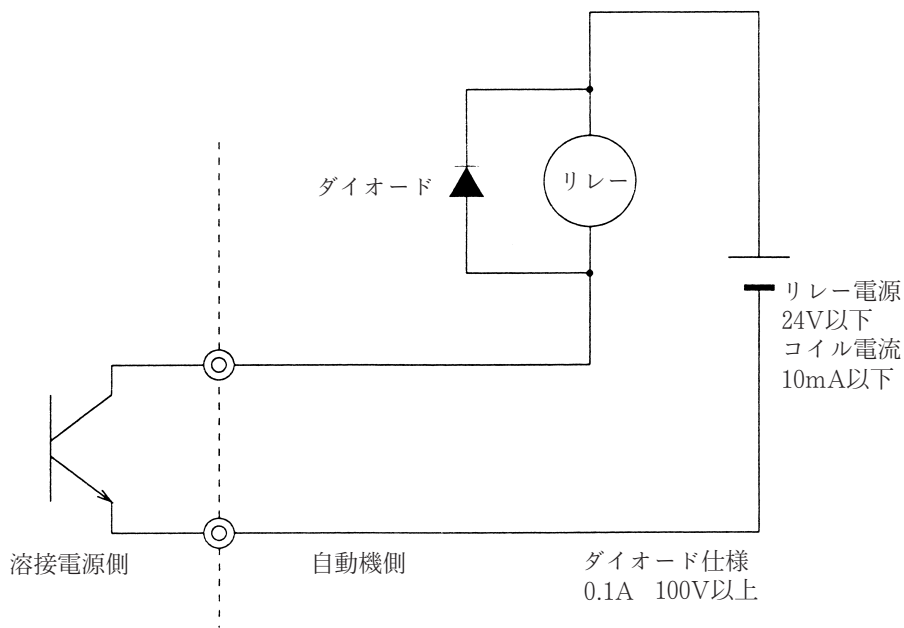 ダイオード
リレー
リレー電源
24V以下
コイル電流
10mA以下
溶接電源側
自動機側
ダイオード仕様
0.1A 100V以上